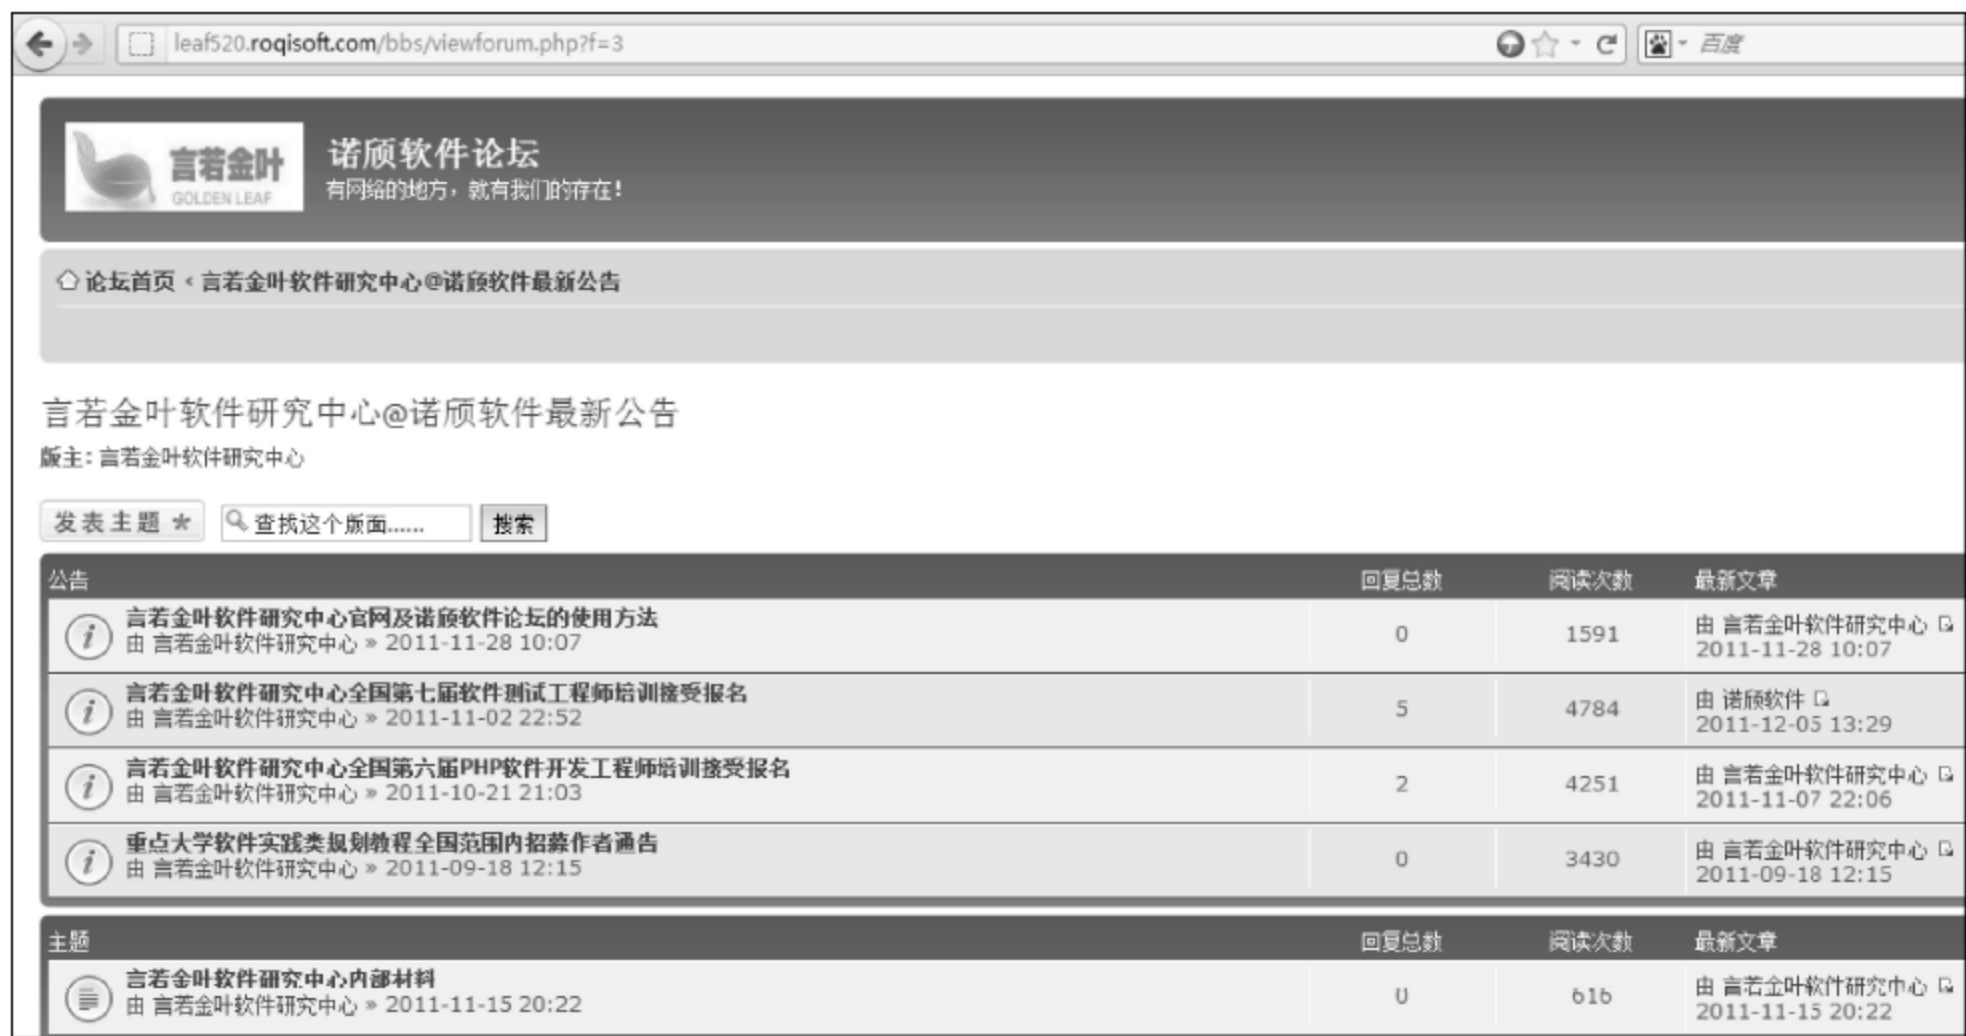 leaf520.roqisoft.com/bbs/viewforum.php?f=3
百度
言若金叶
GOLDEN LEAF
诺颀软件论坛
有网络的地方，就有我们的存在！
论坛首页 ‹ 言若金叶软件研究中心@诺颀软件最新公告
言若金叶软件研究中心@诺颀软件最新公告
版主: 言若金叶软件研究中心
发表主题 *
查找这个版面......
搜索
公告 回复总数 阅读次数 最新文章
言若金叶软件研究中心官网及诺颀软件论坛的使用方法
由 言若金叶软件研究中心 » 2011-11-28 10:07
0
1591
由 言若金叶软件研究中心
2011-11-28 10:07
言若金叶软件研究中心全国第七届软件测试工程师培训接受报名
由 言若金叶软件研究中心 » 2011-11-02 22:52
5
4784
由 诺颀软件
2011-12-05 13:29
言若金叶软件研究中心全国第六届PHP软件开发工程师培训接受报名
由 言若金叶软件研究中心 » 2011-10-21 21:03
2
4251
由 言若金叶软件研究中心
2011-11-07 22:06
重点大学软件实践类规划教程全国范围内招募作者通告
由 言若金叶软件研究中心 » 2011-09-18 12:15
0
3430
由 言若金叶软件研究中心
2011-09-18 12:15
主题 回复总数 阅读次数 最新文章
言若金叶软件研究中心内部材料
由 言若金叶软件研究中心 » 2011-11-15 20:22
0
616
由 言若金叶软件研究中心
2011-11-15 20:22